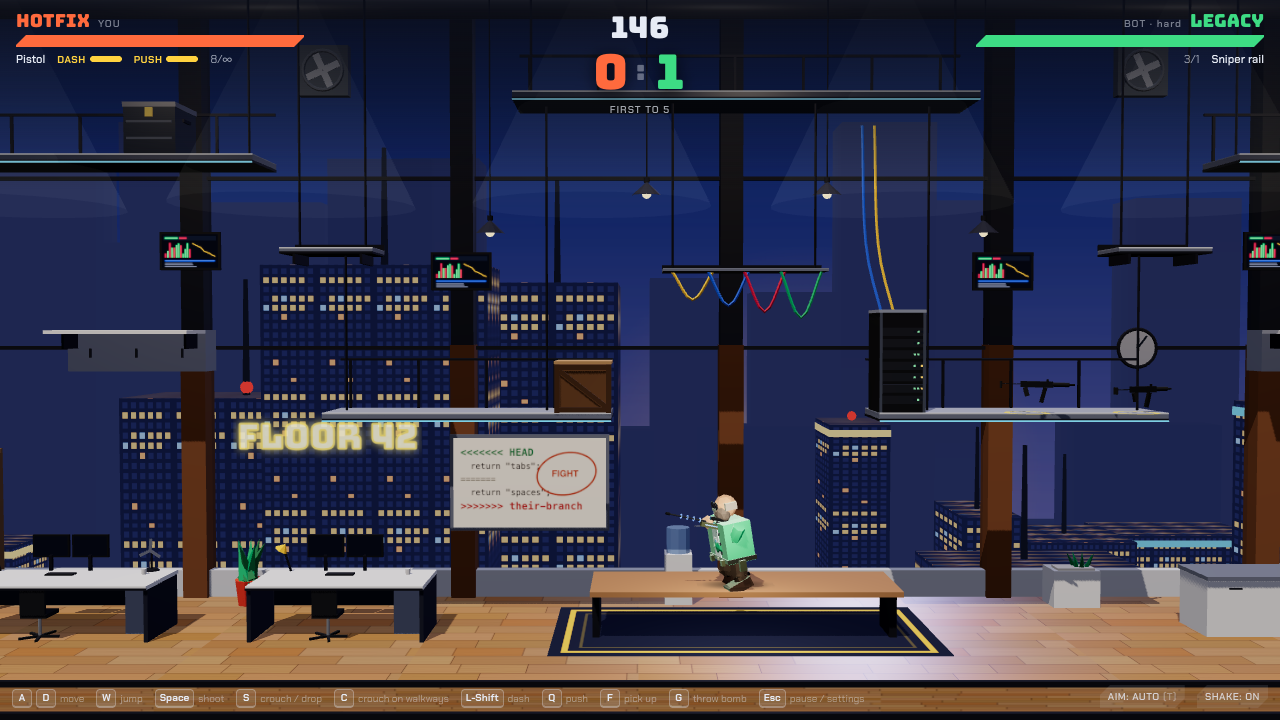 HOTFIX YOU
146
BOT · hard LEGACY
Pistol DASH PUSH 8/∞
0 : 1
3/1 Sniper rail
FIRST TO 5
FLOOR 42
<<<<<<< HEAD
return "tabs";
=======
return "spaces";
>>>>>>> their-branch
FIGHT
A D move W jump Space shoot S crouch / drop C crouch on walkways L-Shift dash Q push F pick up G throw bomb Esc pause / settings
AIM: AUTO [T] SHAKE: ON